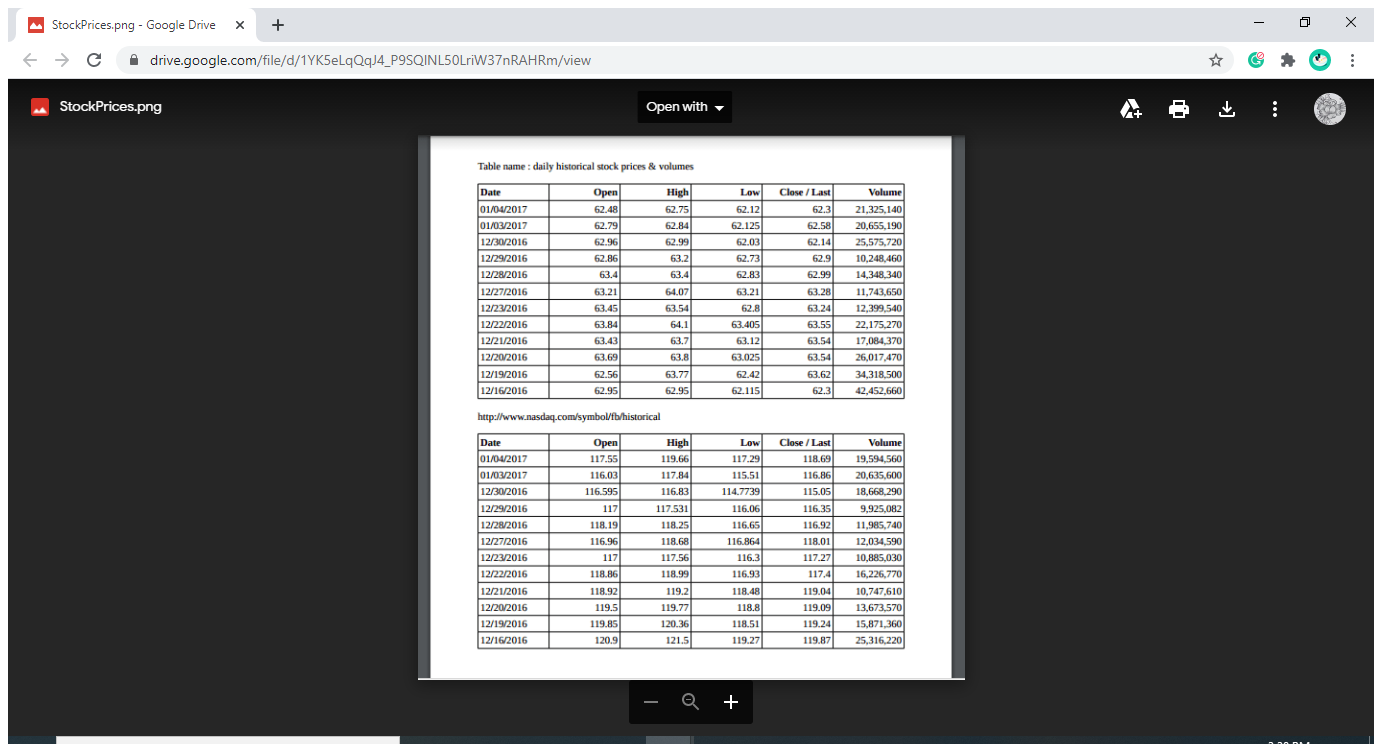 StockPrices.png - Google Drive
drive.google.com/file/d/1YK5eLqQqJ4_P9SQINL50LriW37nRAHRm/view
StockPrices.png
Open with
Table name : daily historical stock prices & volumes
Date Open High Low Close / Last Volume
01/04/2017 62.48 62.75 62.12 62.3 21,325,140
01/03/2017 62.79 62.84 62.125 62.58 20,655,190
12/30/2016 62.96 62.99 62.03 62.14 25,575,720
12/29/2016 62.86 63.2 62.73 62.9 10,248,460
12/28/2016 63.4 63.4 62.83 62.99 14,348,340
12/27/2016 63.21 64.07 63.21 63.28 11,743,650
12/23/2016 63.45 63.54 62.8 63.24 12,399,540
12/22/2016 63.84 64.1 63.405 63.55 22,175,270
12/21/2016 63.43 63.7 63.12 63.54 17,084,370
12/20/2016 63.69 63.8 63.025 63.54 26,017,470
12/19/2016 62.56 63.77 62.42 63.62 34,318,500
12/16/2016 62.95 62.95 62.115 62.3 42,452,660
http://www.nasdaq.com/symbol/fb/historical
Date Open High Low Close / Last Volume
01/04/2017 117.55 119.66 117.29 118.69 19,594,560
01/03/2017 116.03 117.84 115.51 116.86 20,635,600
12/30/2016 116.595 116.83 114.7739 115.05 18,668,290
12/29/2016 117 117.531 116.06 116.35 9,925,082
12/28/2016 118.19 118.25 116.65 116.92 11,985,740
12/27/2016 116.96 118.68 116.864 118.01 12,034,590
12/23/2016 117 117.56 116.3 117.27 10,885,030
12/22/2016 118.86 118.99 116.93 117.4 16,226,770
12/21/2016 118.92 119.2 118.48 119.04 10,747,610
12/20/2016 119.5 119.77 118.8 119.09 13,673,570
12/19/2016 119.85 120.36 118.51 119.24 15,871,360
12/16/2016 120.9 121.5 119.27 119.87 25,316,220